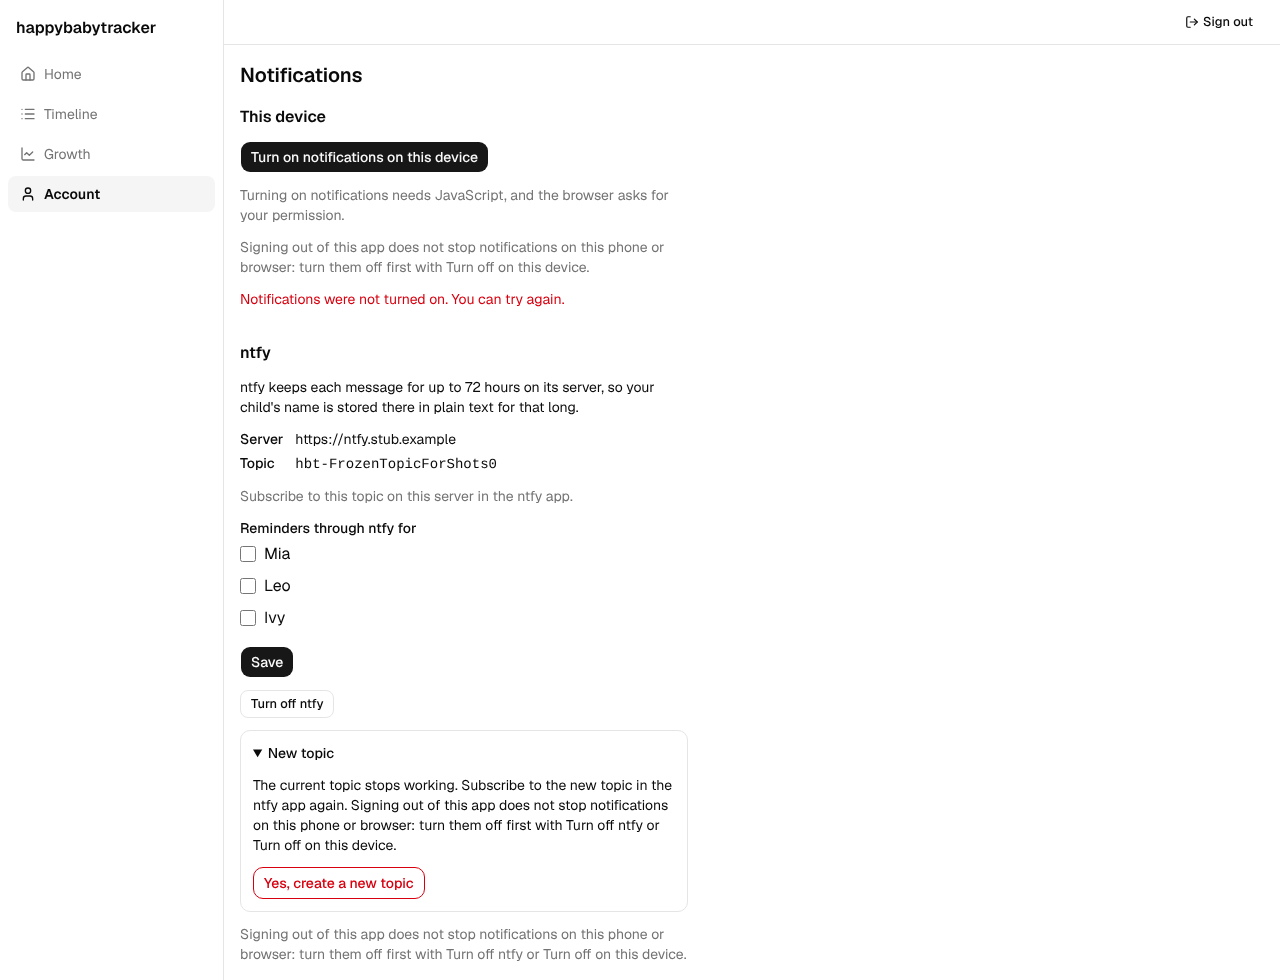 happybabytracker
Sign out
Home
Timeline
Growth
Account
Notifications
This device
Turn on notifications on this device
Turning on notifications needs JavaScript, and the browser asks for
your permission.
Signing out of this app does not stop notifications on this phone or
browser: turn them off first with Turn off on this device.
Notifications were not turned on. You can try again.
ntfy
ntfy keeps each message for up to 72 hours on its server, so your
child's name is stored there in plain text for that long.
Server https://ntfy.stub.example
Topic hbt-FrozenTopicForShots0
Subscribe to this topic on this server in the ntfy app.
Reminders through ntfy for
Mia
Leo
Ivy
Save
Turn off ntfy
New topic
The current topic stops working. Subscribe to the new topic in the
ntfy app again. Signing out of this app does not stop notifications
on this phone or browser: turn them off first with Turn off ntfy or
Turn off on this device.
Yes, create a new topic
Signing out of this app does not stop notifications on this phone or
browser: turn them off first with Turn off ntfy or Turn off on this device.